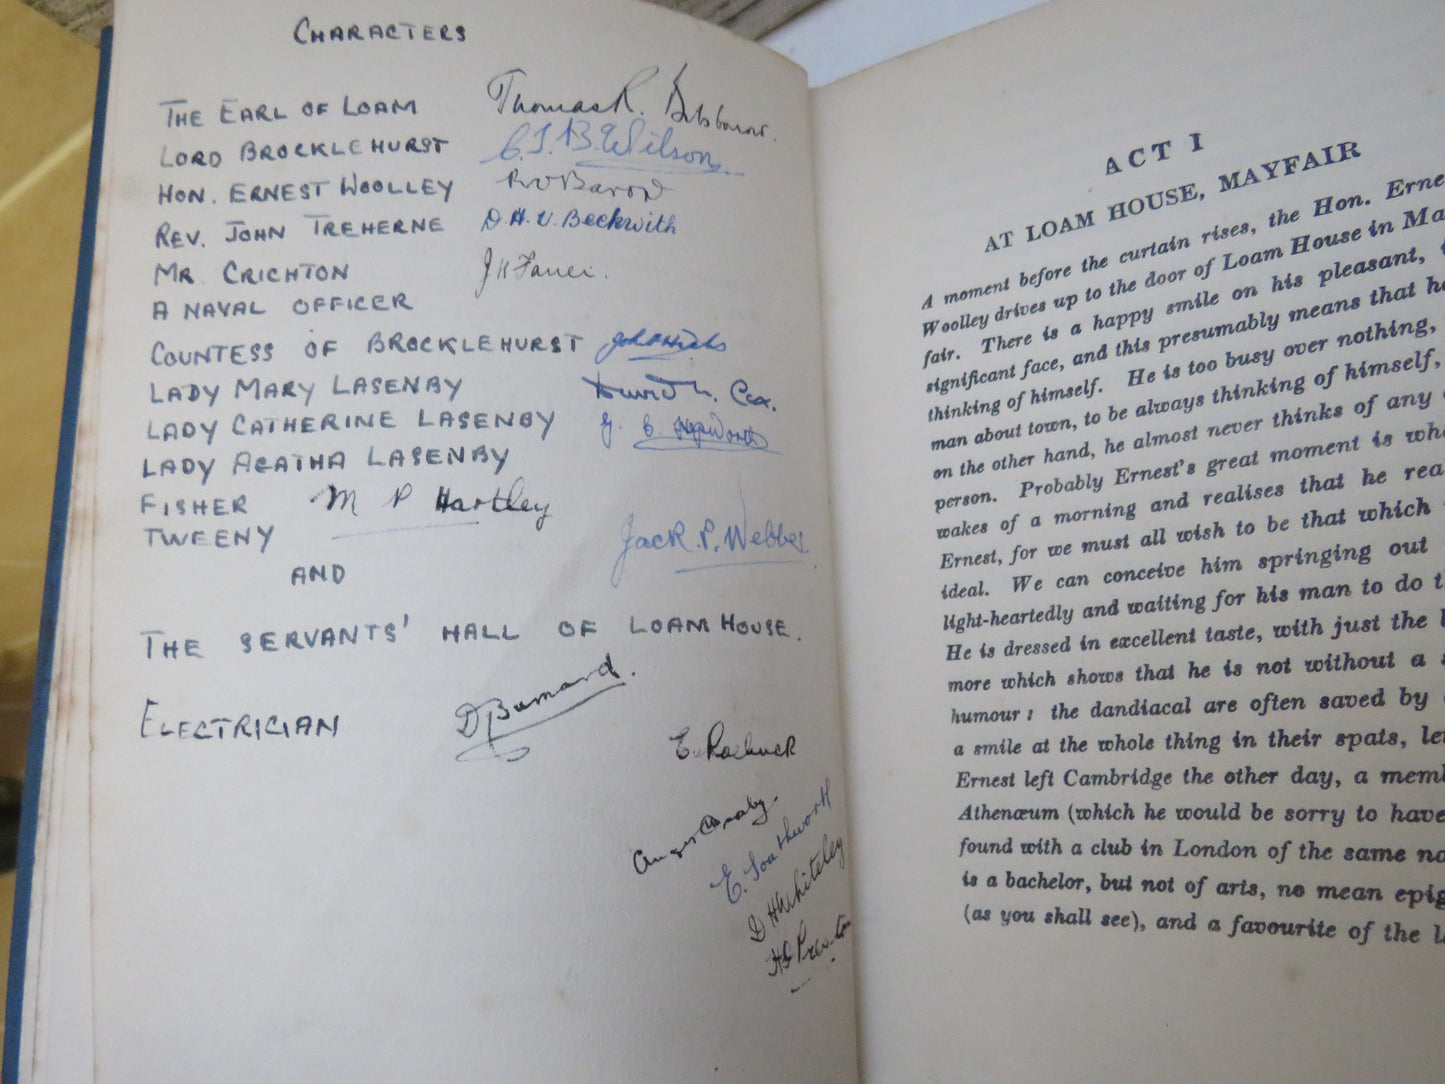 CHARACTERS
THE EARL OF LOAM Thomas R.
LORD BROCKLEHURST C. J. B. Wilson
HON. ERNEST WOOLLEY
REV. JOHN TREHERNE D. H. V. Beckwith
MR CRICHTON
A NAVAL OFFICER
COUNTESS OF BROCKLEHURST
LADY MARY LASENBY David L. Cox.
LADY CATHERINE LASENBY Hepworth
LADY AGATHA LASENBY
FISHER M P Hartley
TWEENY Jack. P. Webber
AND
THE SERVANTS' HALL OF LOAM HOUSE.
ELECTRICIAN D Burnard.
E. Roebuck
Crosby.
E. Southworth
D H Whiteley
Preston
ACT I
AT LOAM HOUSE, MAYFAIR
A moment before the curtain rises, the Hon. Erne
Woolley drives up to the door of Loam House in Ma
fair. There is a happy smile on his pleasant,
significant face, and this presumably means that h
thinking of himself. He is too busy over nothing,
man about town, to be always thinking of himself,
on the other hand, he almost never thinks of any
person. Probably Ernest's great moment is wh
wakes of a morning and realises that he rea
Ernest, for we must all wish to be that which
ideal. We can conceive him springing out
light-heartedly and waiting for his man to do t
He is dressed in excellent taste, with just the
more which shows that he is not without a
humour: the dandiacal are often saved by
a smile at the whole thing in their spats, le
Ernest left Cambridge the other day, a mem
Athenæum (which he would be sorry to have
found with a club in London of the same na
is a bachelor, but not of arts, no mean epig
(as you shall see), and a favourite of the l